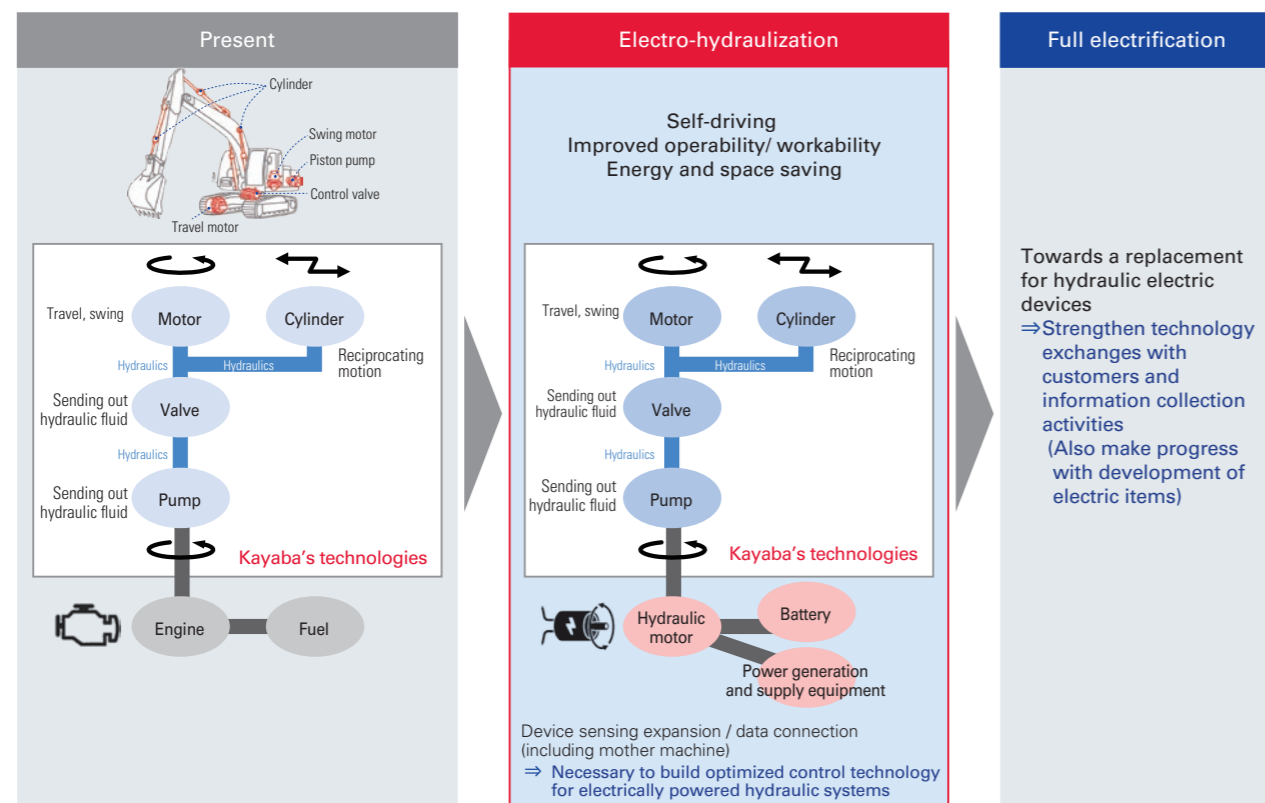 Present
Cylinder
Swing motor
Piston pump
Control valve
Travel motor
Travel, swing
Motor
Cylinder
Hydraulics
Hydraulics
Reciprocating
motion
Sending out
hydraulic fluid
Valve
Hydraulics
Sending out
hydraulic fluid
Pump
Kayaba's technologies
Engine
Fuel
Electro-hydraulization
Self-driving
Improved operability/ workability
Energy and space saving
Travel, swing
Motor
Cylinder
Hydraulics
Hydraulics
Reciprocating
motion
Sending out
hydraulic fluid
Valve
Hydraulics
Sending out
hydraulic fluid
Pump
Kayaba's technologies
Hydraulic
motor
Battery
Power generation
and supply equipment
Device sensing expansion / data connection
(including mother machine)
⇒ Necessary to build optimized control technology
for electrically powered hydraulic systems
Full electrification
Towards a replacement
for hydraulic electric
devices
⇒Strengthen technology
exchanges with
customers and
information collection
activities
(Also make progress
with development of
electric items)